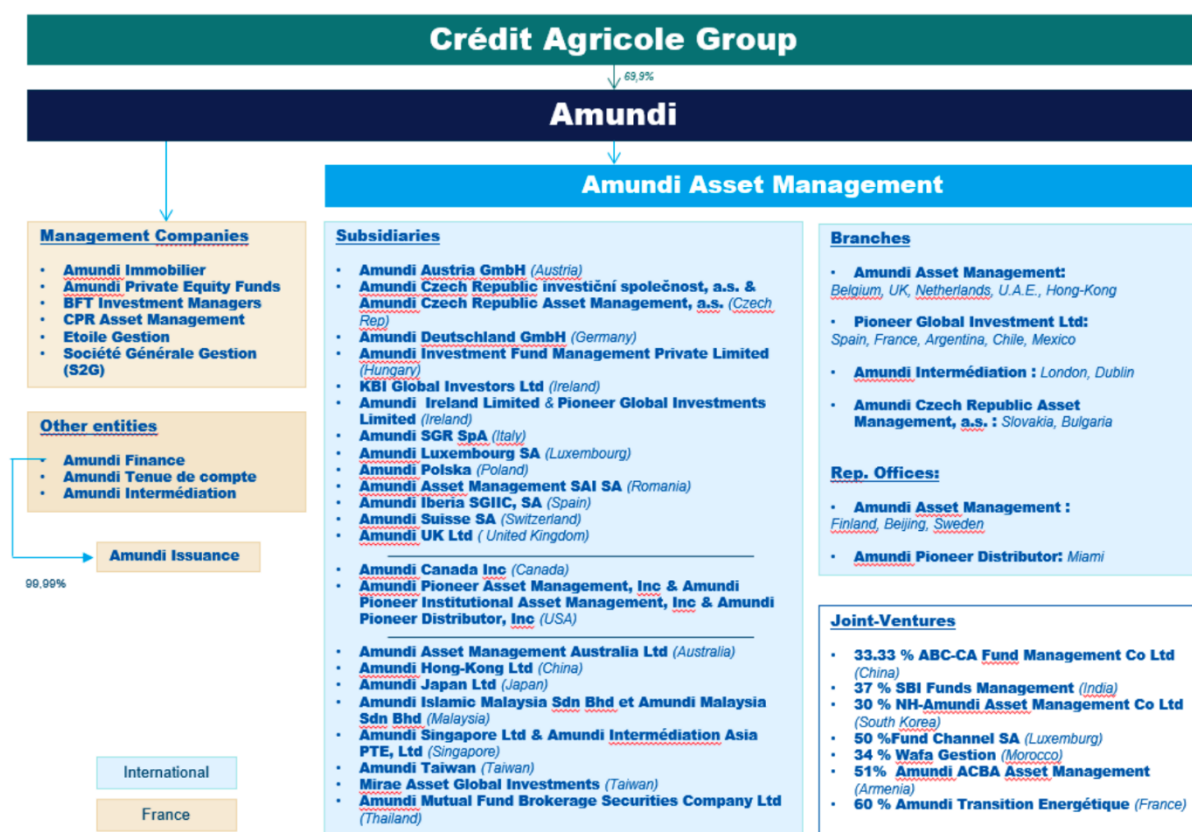 Crédit Agricole Group
69,9%
Amundi
Amundi Asset Management
Management Companies
• Amundi Immobilier
• Amundi Private Equity Funds
• BFT Investment Managers
• CPR Asset Management
• Etoile Gestion
• Société Générale Gestion
(S2G)
Other entities
• Amundi Finance
• Amundi Tenue de compte
• Amundi Intermédiation
Amundi Issuance
99,99%
International
France
Subsidiaries
• Amundi Austria GmbH (Austria)
• Amundi Czech Republic investiční společnost, a.s. &
Amundi Czech Republic Asset Management, a.s. (Czech
Rep)
• Amundi Deutschland GmbH (Germany)
• Amundi Investment Fund Management Private Limited
(Hungary)
• KBI Global Investors Ltd (Ireland)
• Amundi Ireland Limited & Pioneer Global Investments
Limited (Ireland)
• Amundi SGR SpA (Italy)
• Amundi Luxembourg SA (Luxembourg)
• Amundi Polska (Poland)
• Amundi Asset Management SAI SA (Romania)
• Amundi Iberia SGIIC, SA (Spain)
• Amundi Suisse SA (Switzerland)
• Amundi UK Ltd ( United Kingdom)
• Amundi Canada Inc (Canada)
• Amundi Pioneer Asset Management, Inc & Amundi
Pioneer Institutional Asset Management, Inc & Amundi
Pioneer Distributor, Inc (USA)
• Amundi Asset Management Australia Ltd (Australia)
• Amundi Hong-Kong Ltd (China)
• Amundi Japan Ltd (Japan)
• Amundi Islamic Malaysia Sdn Bhd et Amundi Malaysia
Sdn Bhd (Malaysia)
• Amundi Singapore Ltd & Amundi Intermédiation Asia
PTE, Ltd (Singapore)
• Amundi Taiwan (Taiwan)
• Mirae Asset Global Investments (Taiwan)
• Amundi Mutual Fund Brokerage Securities Company Ltd
(Thailand)
Branches
• Amundi Asset Management:
Belgium, UK, Netherlands, U.A.E., Hong-Kong
• Pioneer Global Investment Ltd:
Spain, France, Argentina, Chile, Mexico
• Amundi Intermédiation : London, Dublin
• Amundi Czech Republic Asset
Management, a.s. : Slovakia, Bulgaria
Rep. Offices:
• Amundi Asset Management :
Finland, Beijing, Sweden
• Amundi Pioneer Distributor: Miami
Joint-Ventures
• 33.33 % ABC-CA Fund Management Co Ltd
(China)
• 37 % SBI Funds Management (India)
• 30 % NH-Amundi Asset Management Co Ltd
(South Korea)
• 50 %Fund Channel SA (Luxemburg)
• 34 % Wafa Gestion (Morocco)
• 51% Amundi ACBA Asset Management
(Armenia)
• 60 % Amundi Transition Energétique (France)